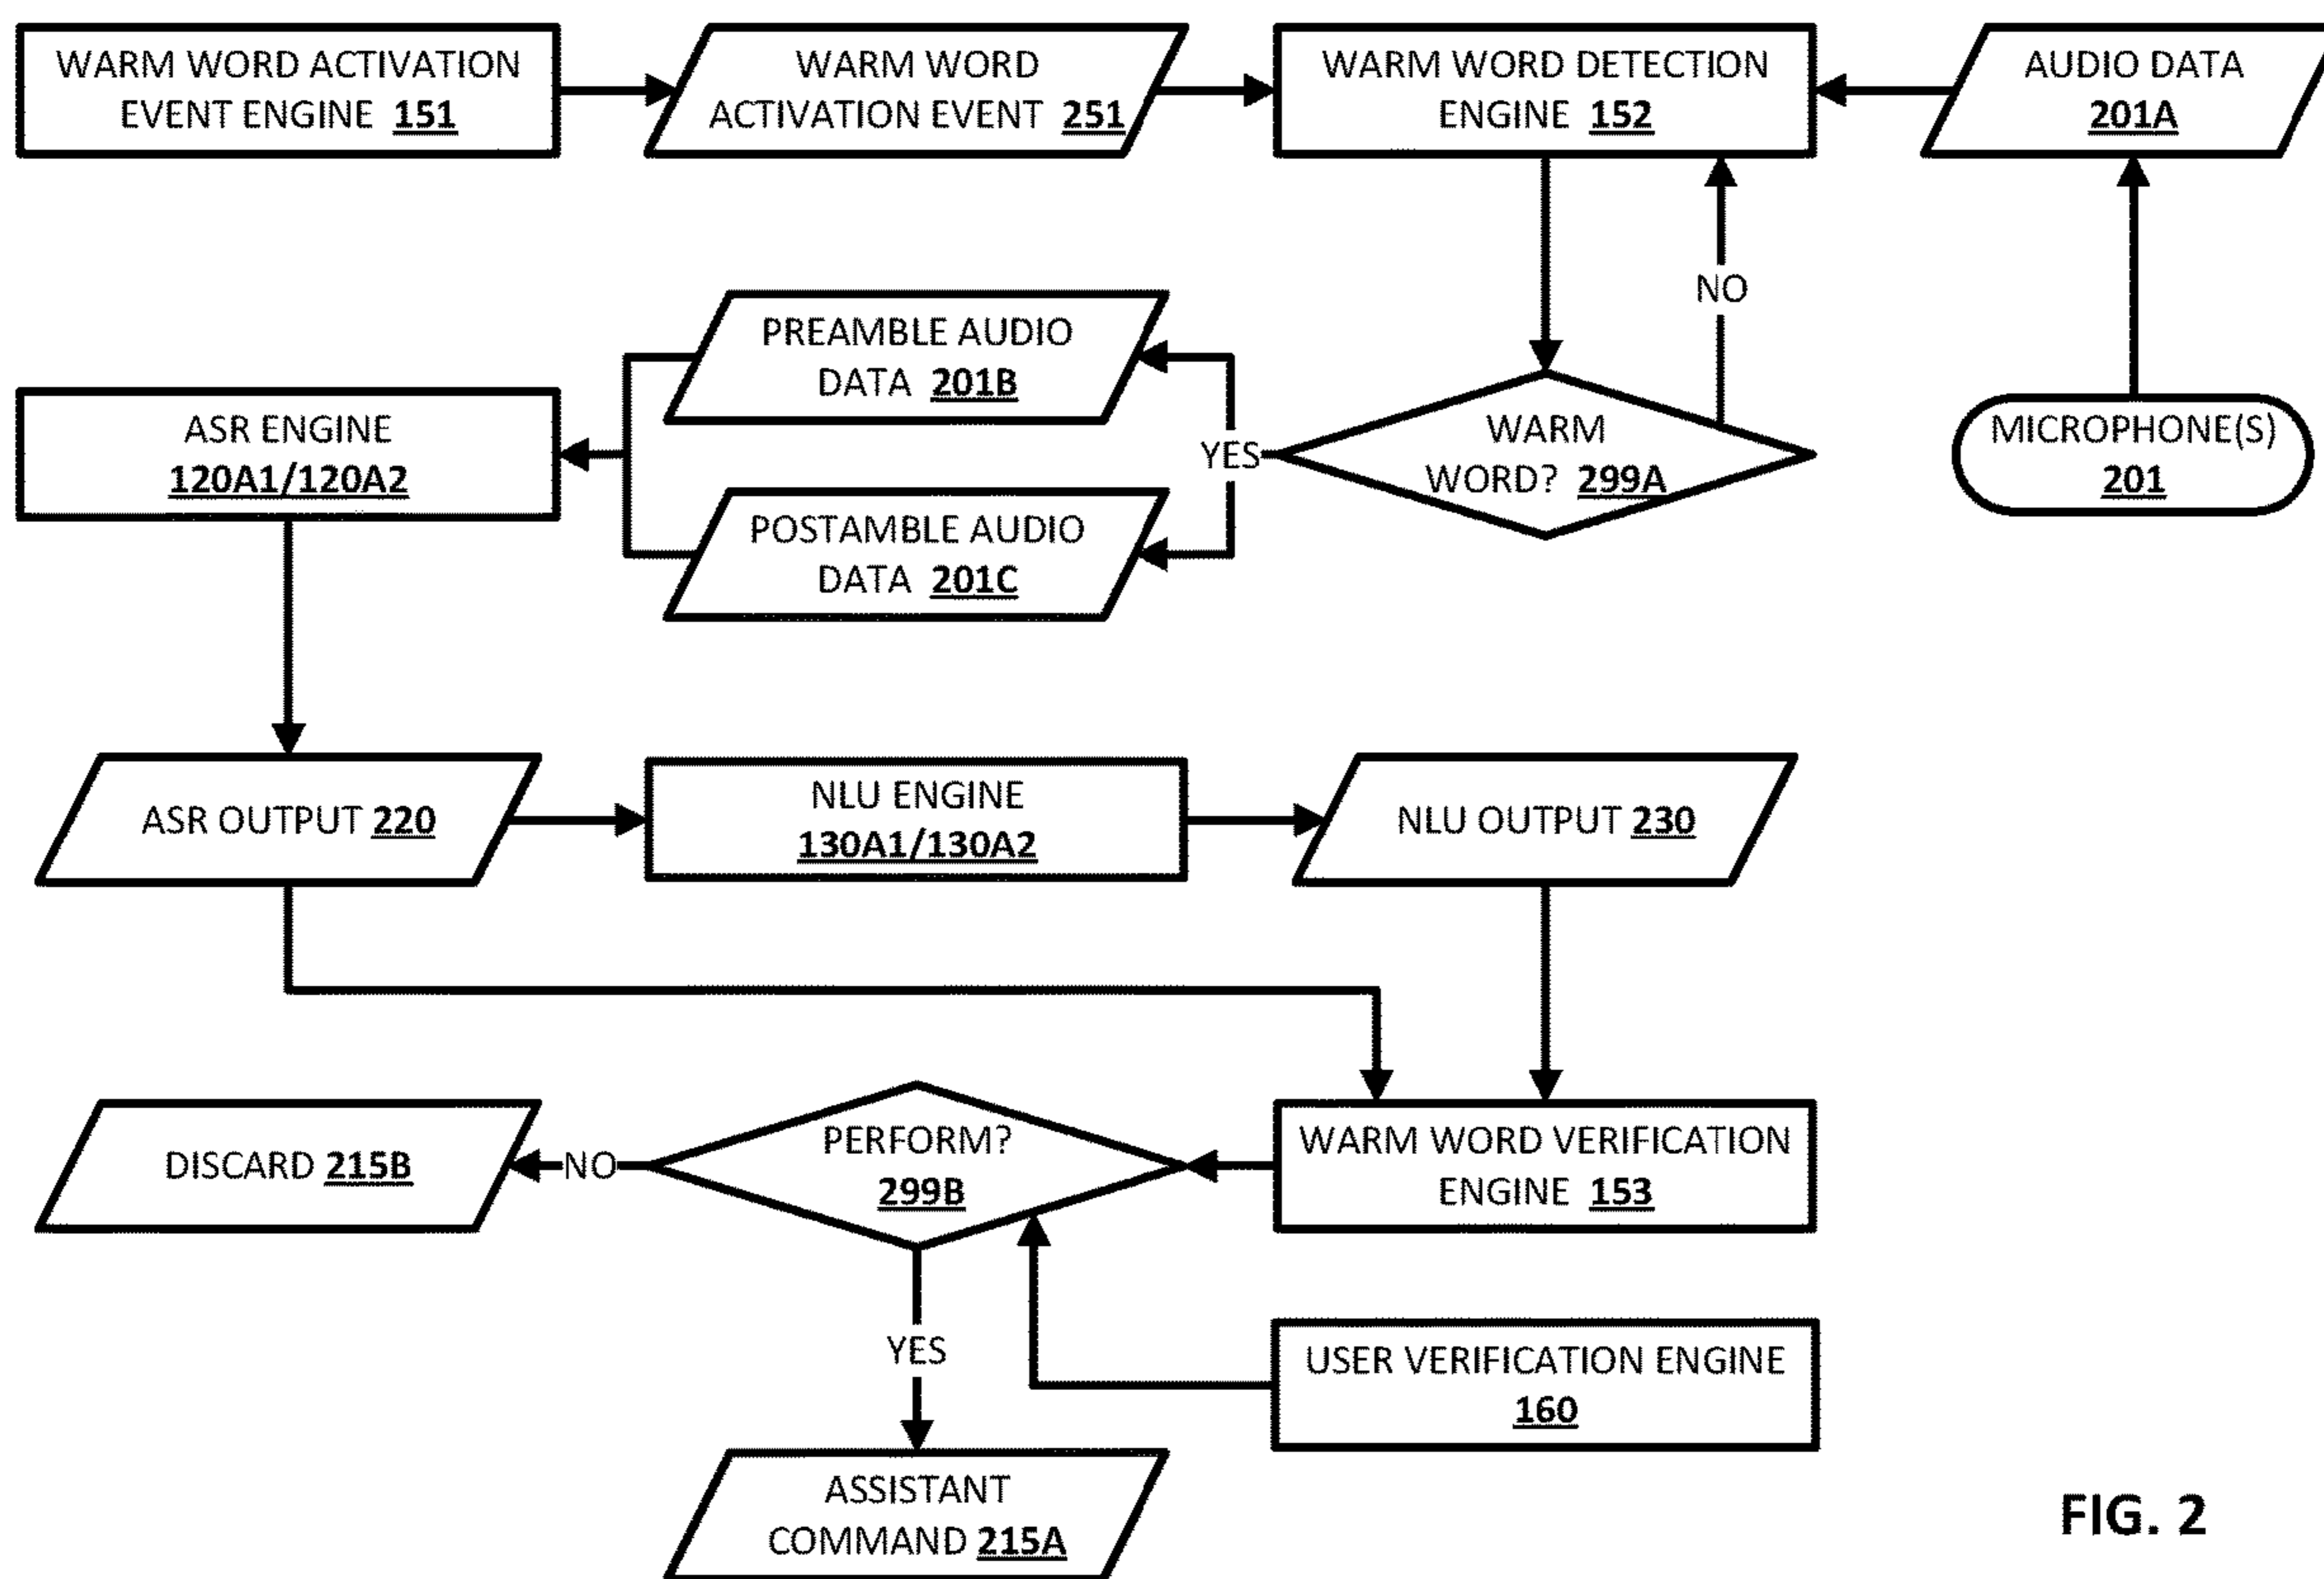 WARM WORD ACTIVATION
EVENT ENGINE 151
WARM WORD
ACTIVATION EVENT 251
WARM WORD DETECTION
ENGINE 152
AUDIO DATA
201A
NO
PREAMBLE AUDIO
DATA 201B
YES
WARM
WORD? 299A
MICROPHONE(S)
201
ASR ENGINE
120A1/120A2
POSTAMBLE AUDIO
DATA 201C
ASR OUTPUT 220
NLU ENGINE
130A1/130A2
NLU OUTPUT 230
DISCARD 215B
NO
PERFORM?
299B
WARM WORD VERIFICATION
ENGINE 153
YES
USER VERIFICATION ENGINE
160
ASSISTANT
COMMAND 215A
FIG. 2